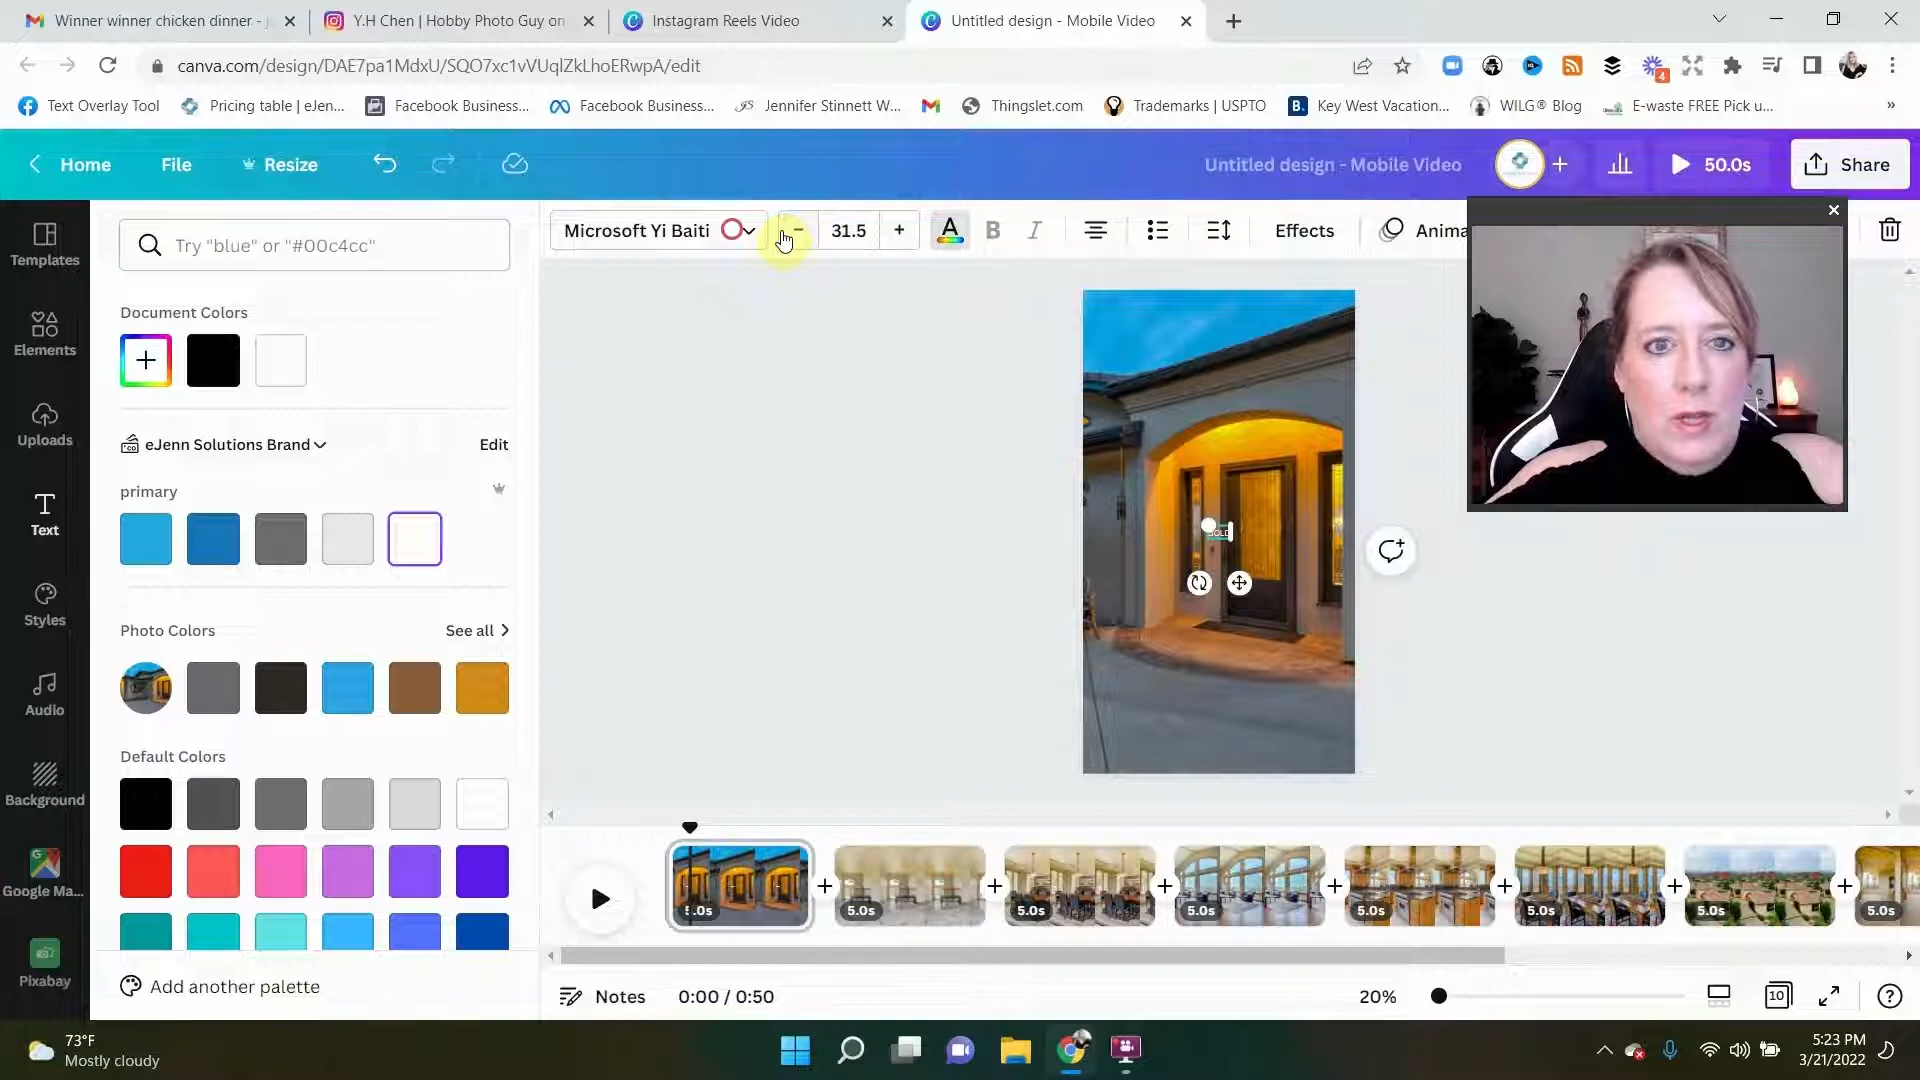 Winner winner chicken dinner - j
Y.H Chen | Hobby Photo Guy on
Instagram Reels Video
Untitled design - Mobile Video
canva.com/design/DAE7pa1MdxU/SQO7xc1vVUqlZkLhoERwpA/edit
4
Text Overlay Tool
Pricing table | eJen...
Facebook Business...
Facebook Business...
Jennifer Stinnett W...
Thingslet.com
Trademarks | USPTO
Key West Vacation...
WILG® Blog
E-waste FREE Pick u...
Home
File
Resize
Untitled design - Mobile Video
50.0s
Share
Templates
Elements
Uploads
Text
Styles
Audio
Background
Google Ma...
Pixabay
Try "blue" or "#00c4cc"
Document Colors
eJenn Solutions Brand
Edit
primary
Photo Colors
See all
Default Colors
Add another palette
Microsoft Yi Baiti
31.5
A
B
I
Effects
Anima
SOLD
5.0s
5.0s
5.0s
5.0s
5.0s
5.0s
5.0s
5.0s
Notes
0:00 / 0:50
20%
10
73°F
Mostly cloudy
5:23 PM
3/21/2022